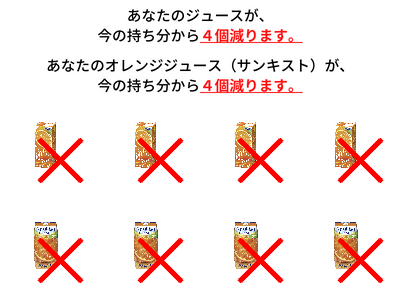 あなたのジュースが、
今の持ち分から４個減ります。
あなたのオレンジジュース（サンキスト）が、
今の持ち分から４個減ります。